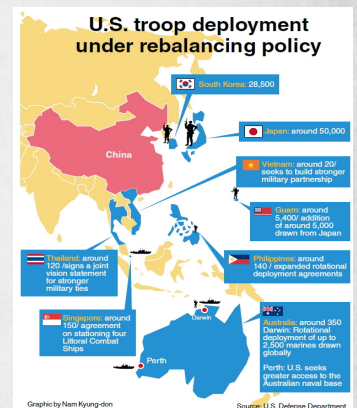 U.S. troop deployment
under rebalancing policy
South Korea: 28,500
Japan: around 50,000
China
Vietnam: around 20/
seeks to build stronger
military partnership
Guam: around
5,400/ addition
of around 5,000
drawn from Japan
Thailand: around
120 /signs a joint
vision statement
for stronger
military ties
Philippines: around
140 / expanded rotational
deployment agreements
Singapore: around
150/ agreement
on stationing four
Littoral Combat
Ships
Darwin
Perth
Australia: around 350
Darwin: Rotational
deployment of up to
2,500 marines drawn
globally
Perth: U.S. seeks
greater access to the
Australian naval base
Graphic by Nam Kyung-don
Source: U.S. Defense Department